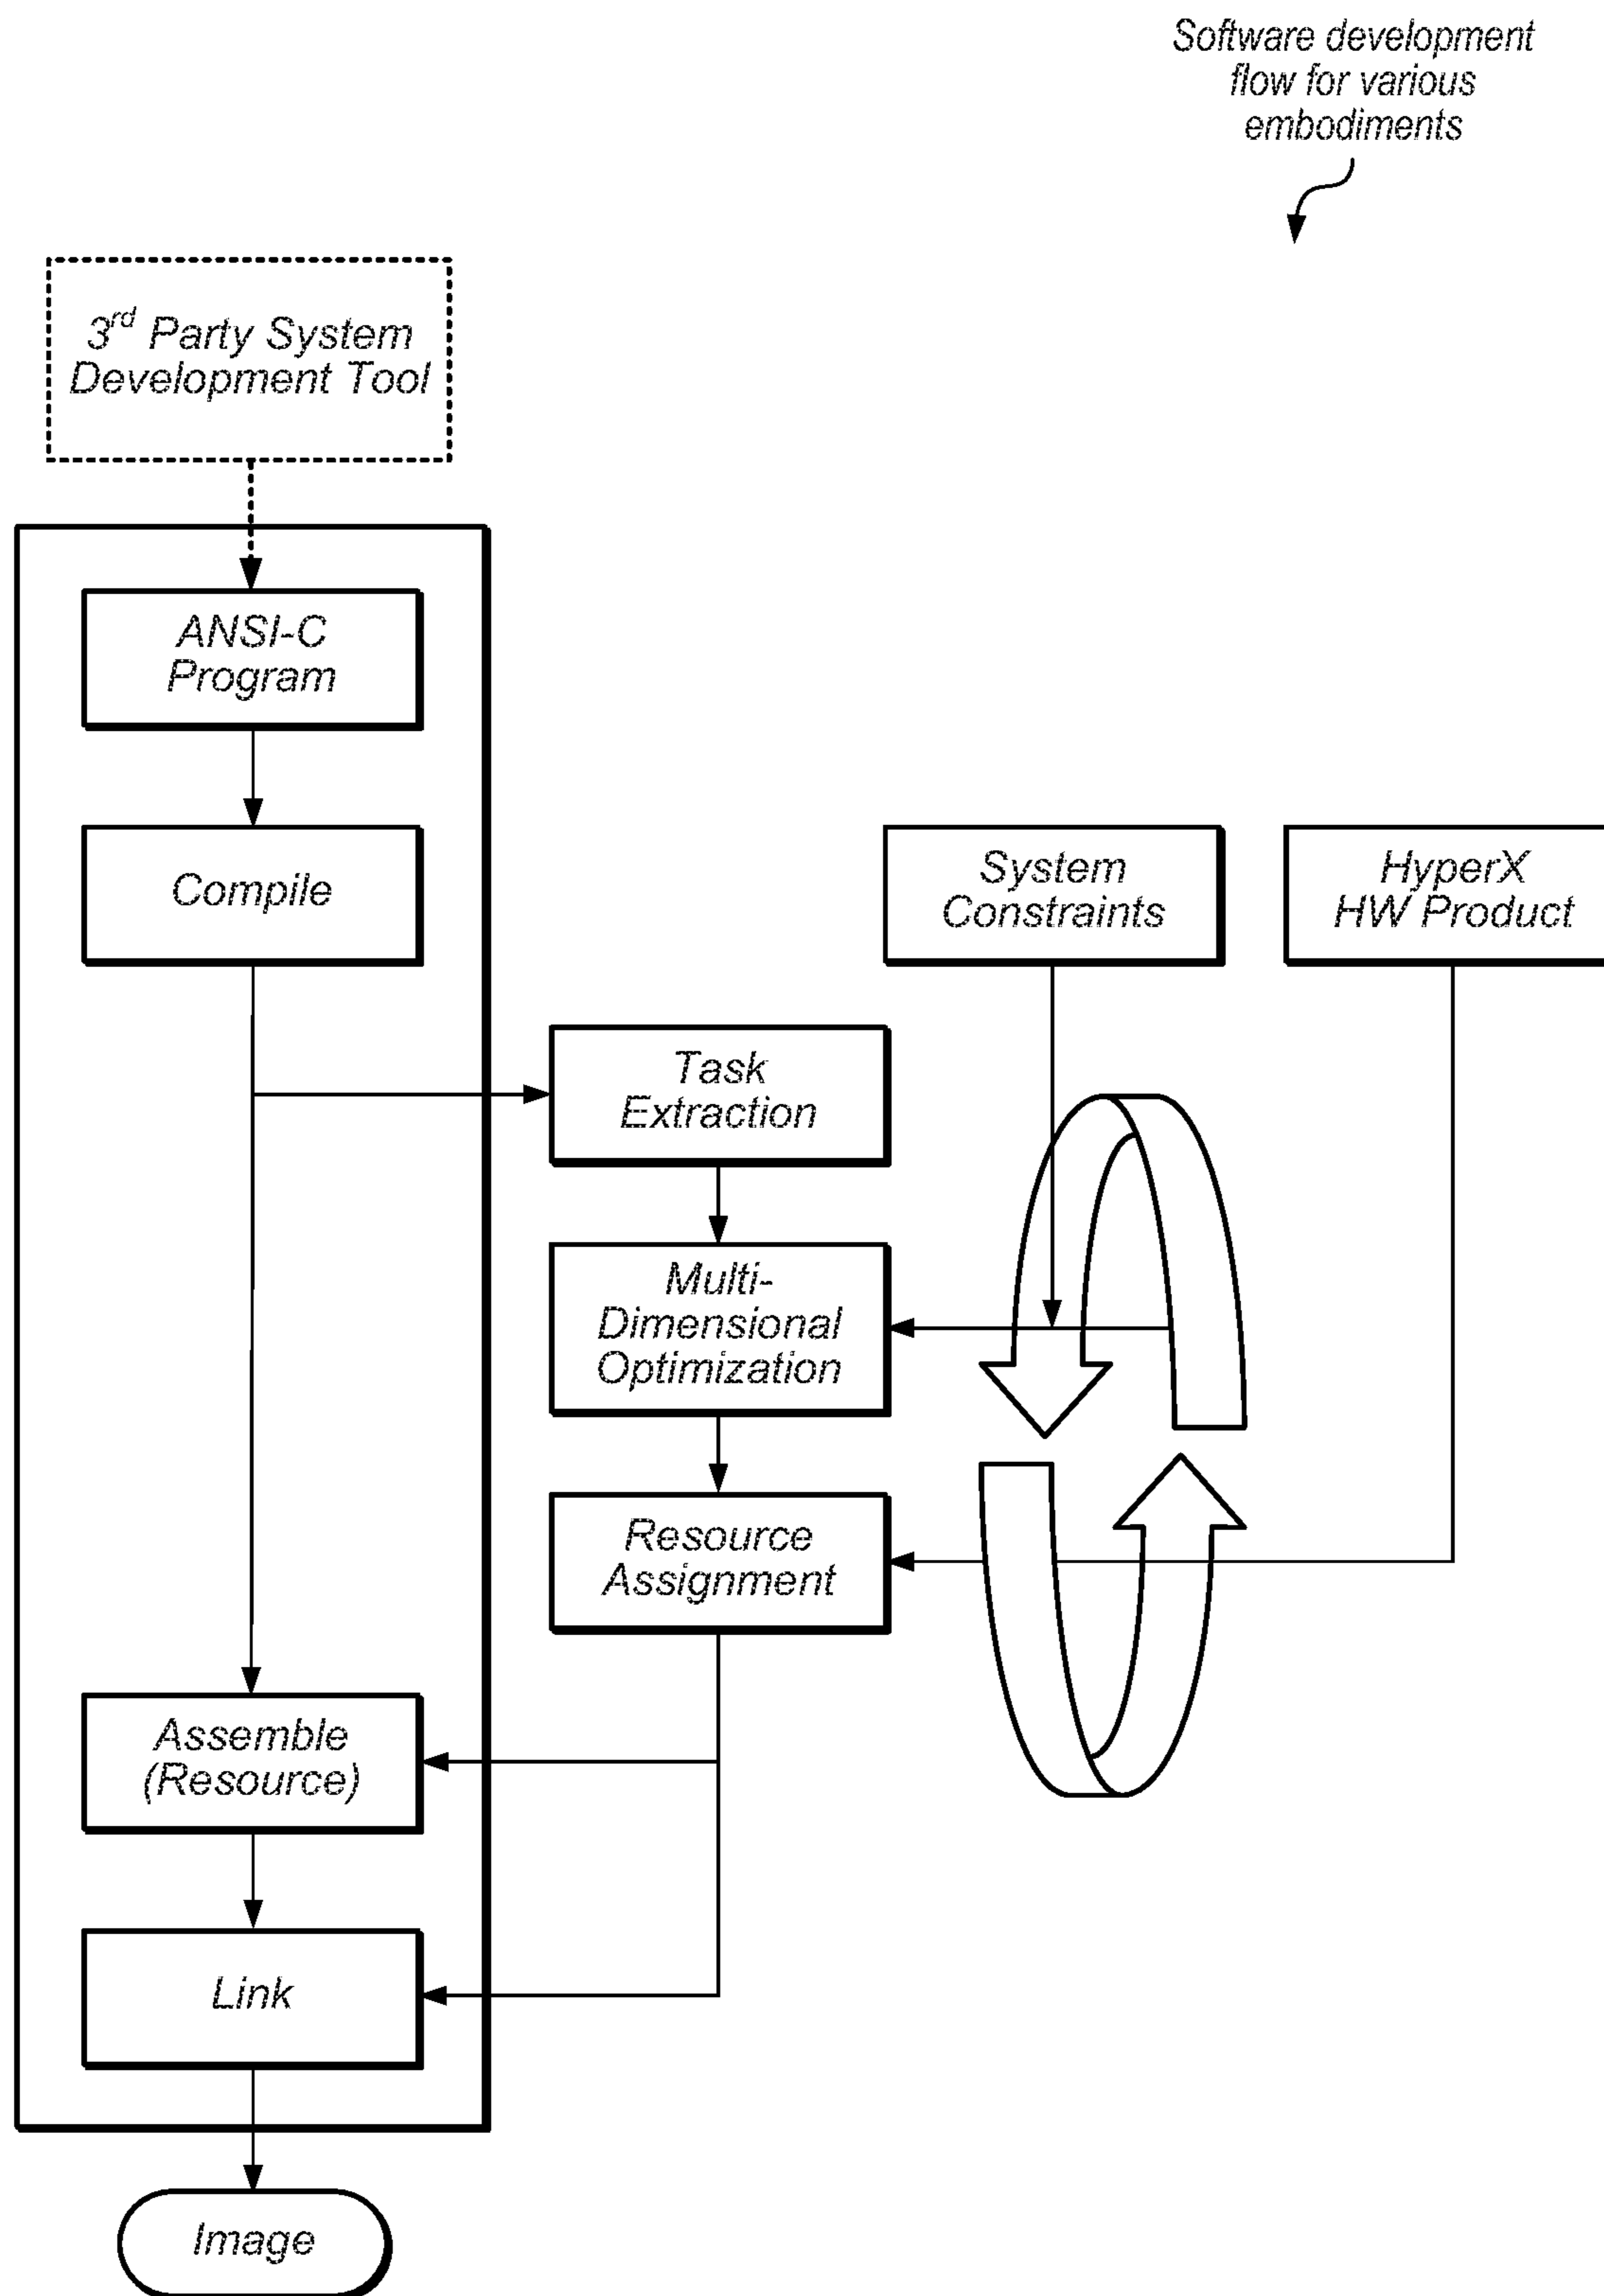 Software development
flow for various
embodiments
3rd Party System
Development Tool
ANSI-C
Program
Compile
System
Constraints
HyperX
HW Product
Task
Extraction
Multi-
Dimensional
Optimization
Resource
Assignment
Assemble
(Resource)
Link
Image